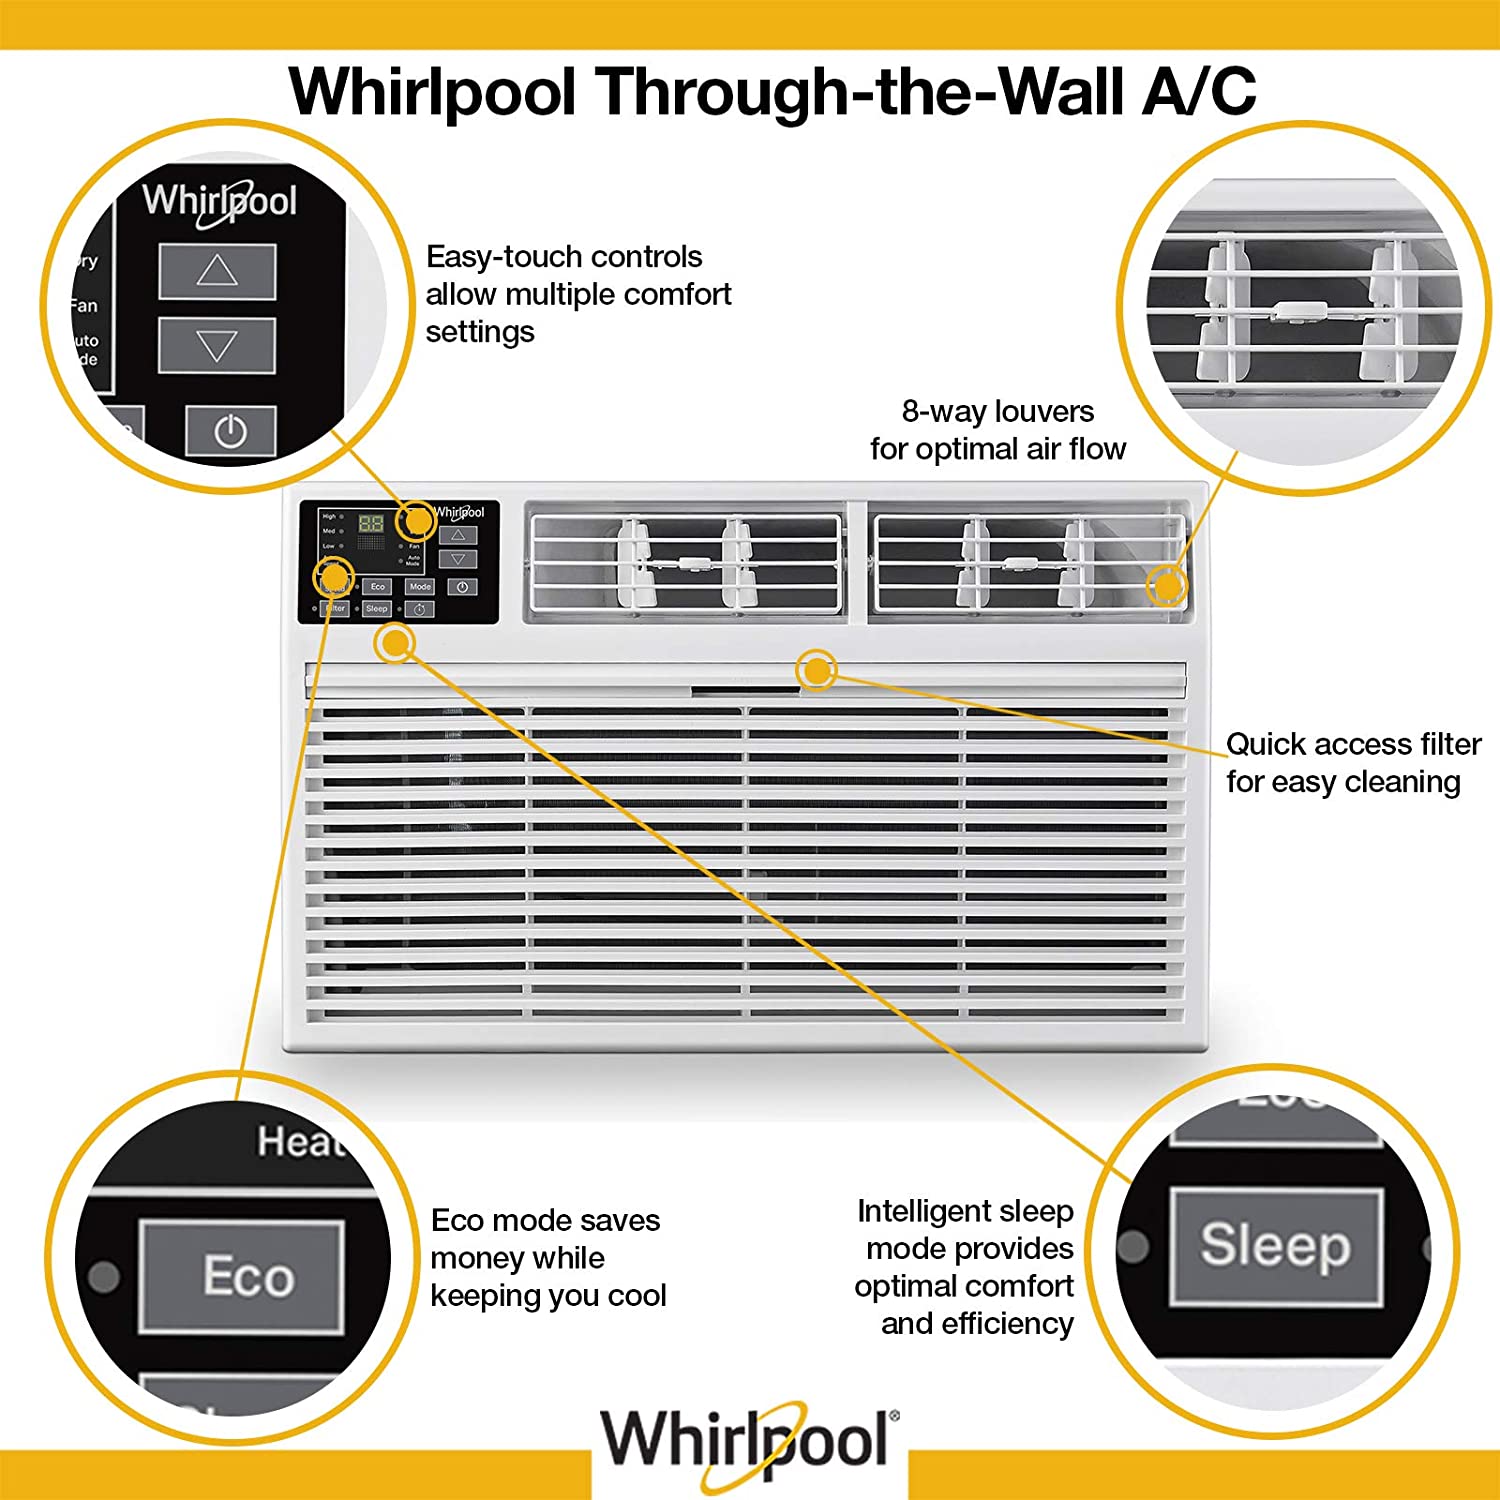 Whirlpool Through-the-Wall A/C
Whirlpool
Fan
Easy-touch controls
allow multiple comfort
settings
8-way louvers
for optimal air flow
High
Med
Low
Fan
Auto
Mode
Whirlpool
Eco
Mode
Filter
Sleep
Quick access filter
for easy cleaning
Heat
Eco
Eco mode saves
money while
keeping you cool
Intelligent sleep
mode provides
optimal comfort
and efficiency
Sleep
Whirlpool®